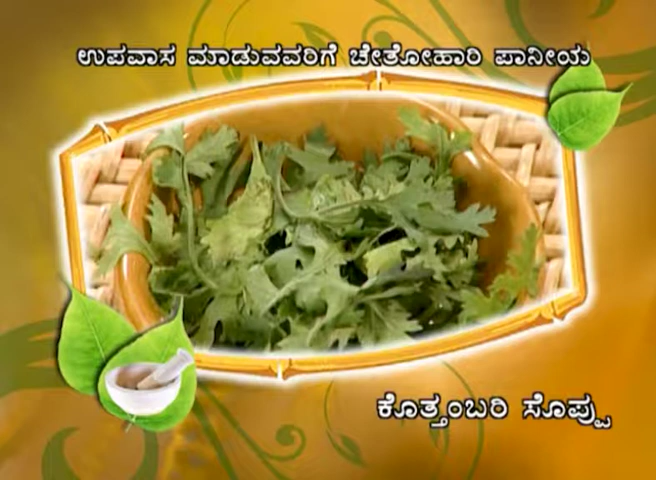 ಉಪವಾಸ ಮಾಡುವವರಿಗೆ ಚೇತೋಹಾರಿ ಪಾನೀಯ
ಕೊತ್ತಂಬರಿ ಸೊಪ್ಪು